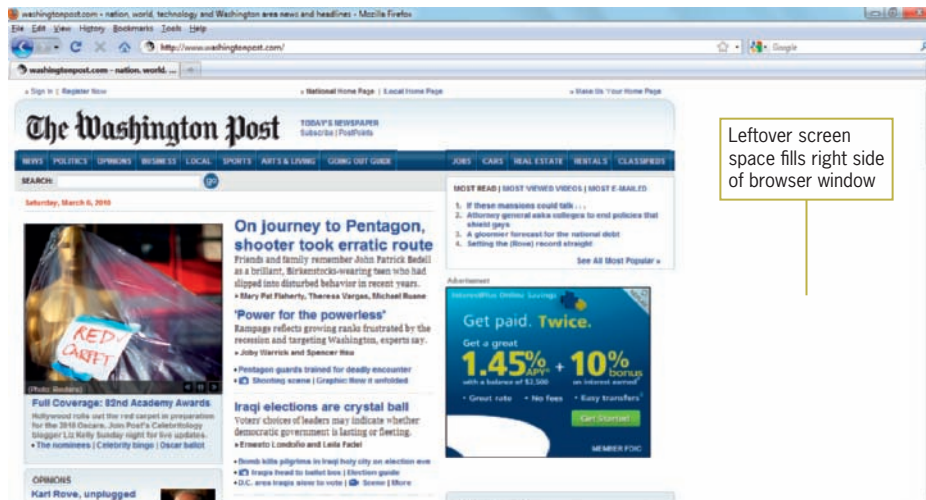 washingtonpost.com - nation, world, technology and Washington area news and headlines - Mozilla Firefox
File Edit View History Bookmarks Tools Help
http://www.washingtonpost.com/
Google
washingtonpost.com - nation, world, ...
» Sign In | Register Now
» National Home Page | Local Home Page
» Make Us Your Home Page
The Washington Post
TODAY'S NEWSPAPER
Subscribe | PostPoints
NEWS POLITICS OPINIONS BUSINESS LOCAL SPORTS ARTS & LIVING GOING OUT GUIDE
JOBS CARS REAL ESTATE RENTALS CLASSIFIEDS
SEARCH:
go
Saturday, March 6, 2010
RED
CARPET
(Photo: Reuters)
Full Coverage: 82nd Academy Awards
Hollywood rolls out the red carpet in preparation
for the 2010 Oscars. Join Post's Celebritology
blogger Liz Kelly Sunday night for live updates.
• The nominees | Celebrity bingo | Oscar ballot
OPINIONS
Karl Rove, unplugged
On journey to Pentagon,
shooter took erratic route
Friends and family remember John Patrick Bedell
as a brilliant, Birkenstocks-wearing teen who had
slipped into disturbed behavior in recent years.
» Mary Pat Flaherty, Theresa Vargas, Michael Ruane
'Power for the powerless'
Rampage reflects growing ranks frustrated by the
recession and targeting Washington, experts say.
» Joby Warrick and Spencer Hsu
• Pentagon guards trained for deadly encounter
• Shooting scene | Graphic: How it unfolded
Iraqi elections are crystal ball
Voters' choices of leaders may indicate whether
democratic government is lasting or fleeting.
» Ernesto Londoño and Leila Fadel
• Bomb kills pilgrims in Iraqi holy city on election eve
• Iraqis head to ballot box | Election guide
• D.C. area Iraqis slow to vote | Scene | More
MOST READ | MOST VIEWED VIDEOS | MOST E-MAILED
1. If these mansions could talk . . .
2. Attorney general asks colleges to end policies that
shield gays
3. A gloomier forecast for the national debt
4. Setting the (Rove) record straight
See All Most Popular »
Advertisement
InterestPlus Online Savings
Get paid. Twice.
Get a great
1.45% APY* + 10% bonus
with a balance of $2,500 on interest earned
• Great rate • No fees • Easy transfers
Get Started
MEMBER FDIC
Leftover screen
space fills right side
of browser window